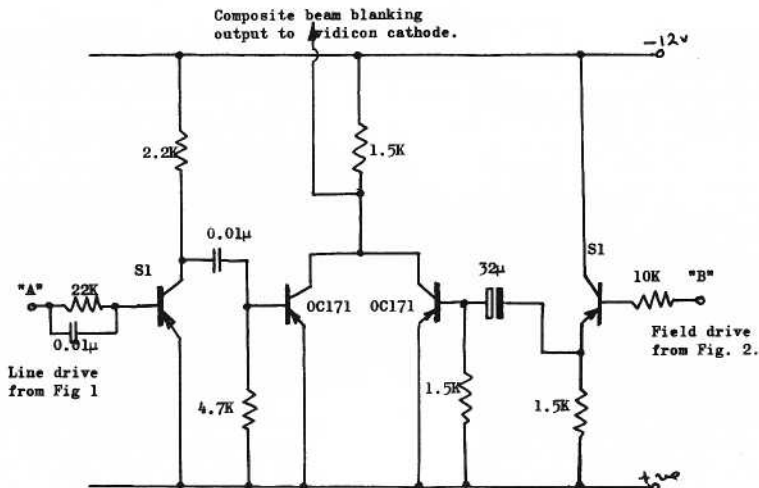 Composite beam blanking
output to vidicon cathode.
-12v
2.2K
1.5K
0.01μ
S1
S1
32μ
"A"
22K
10K
"B"
OC171
OC171
0.01μ
Field drive
from Fig. 2.
Line drive
from Fig 1
4.7K
1.5K
1.5K
+ve